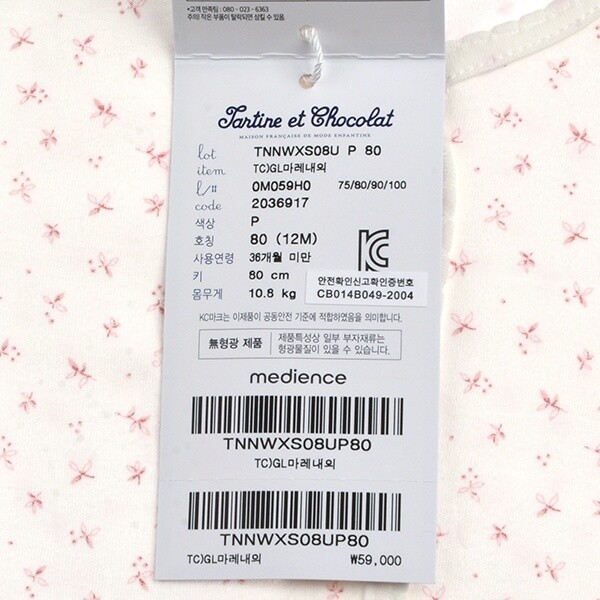 •고객 만족팀 : 080 - 023 - 6363
주의! 작은 부품이 탈락되면 삼킬 수 있음.
Tartine et Chocolat
MAISON FRANÇAISE DE MODE ENFANTINE
lot TNNWXS08U P 80
item TC)GL마레내의
l/# 0M059H0 75/80/90/100
code 2036917
색상 P
호칭 80 (12M)
사용연령 36개월 미만
키 80 cm
몸무게 10.8 kg
안전확인신고확인증번호
CB014B049-2004
KC마크는 이제품이 공동안전 기준에 적합하였음을 의미합니다.
無형광 제품
제품특성상 일부 부자재류는
형광물질이 있을 수 있습니다.
medience
TNNWXS08UP80
TC)GL마레내의
TNNWXS08UP80
TC)GL마레내의 ₩59,000